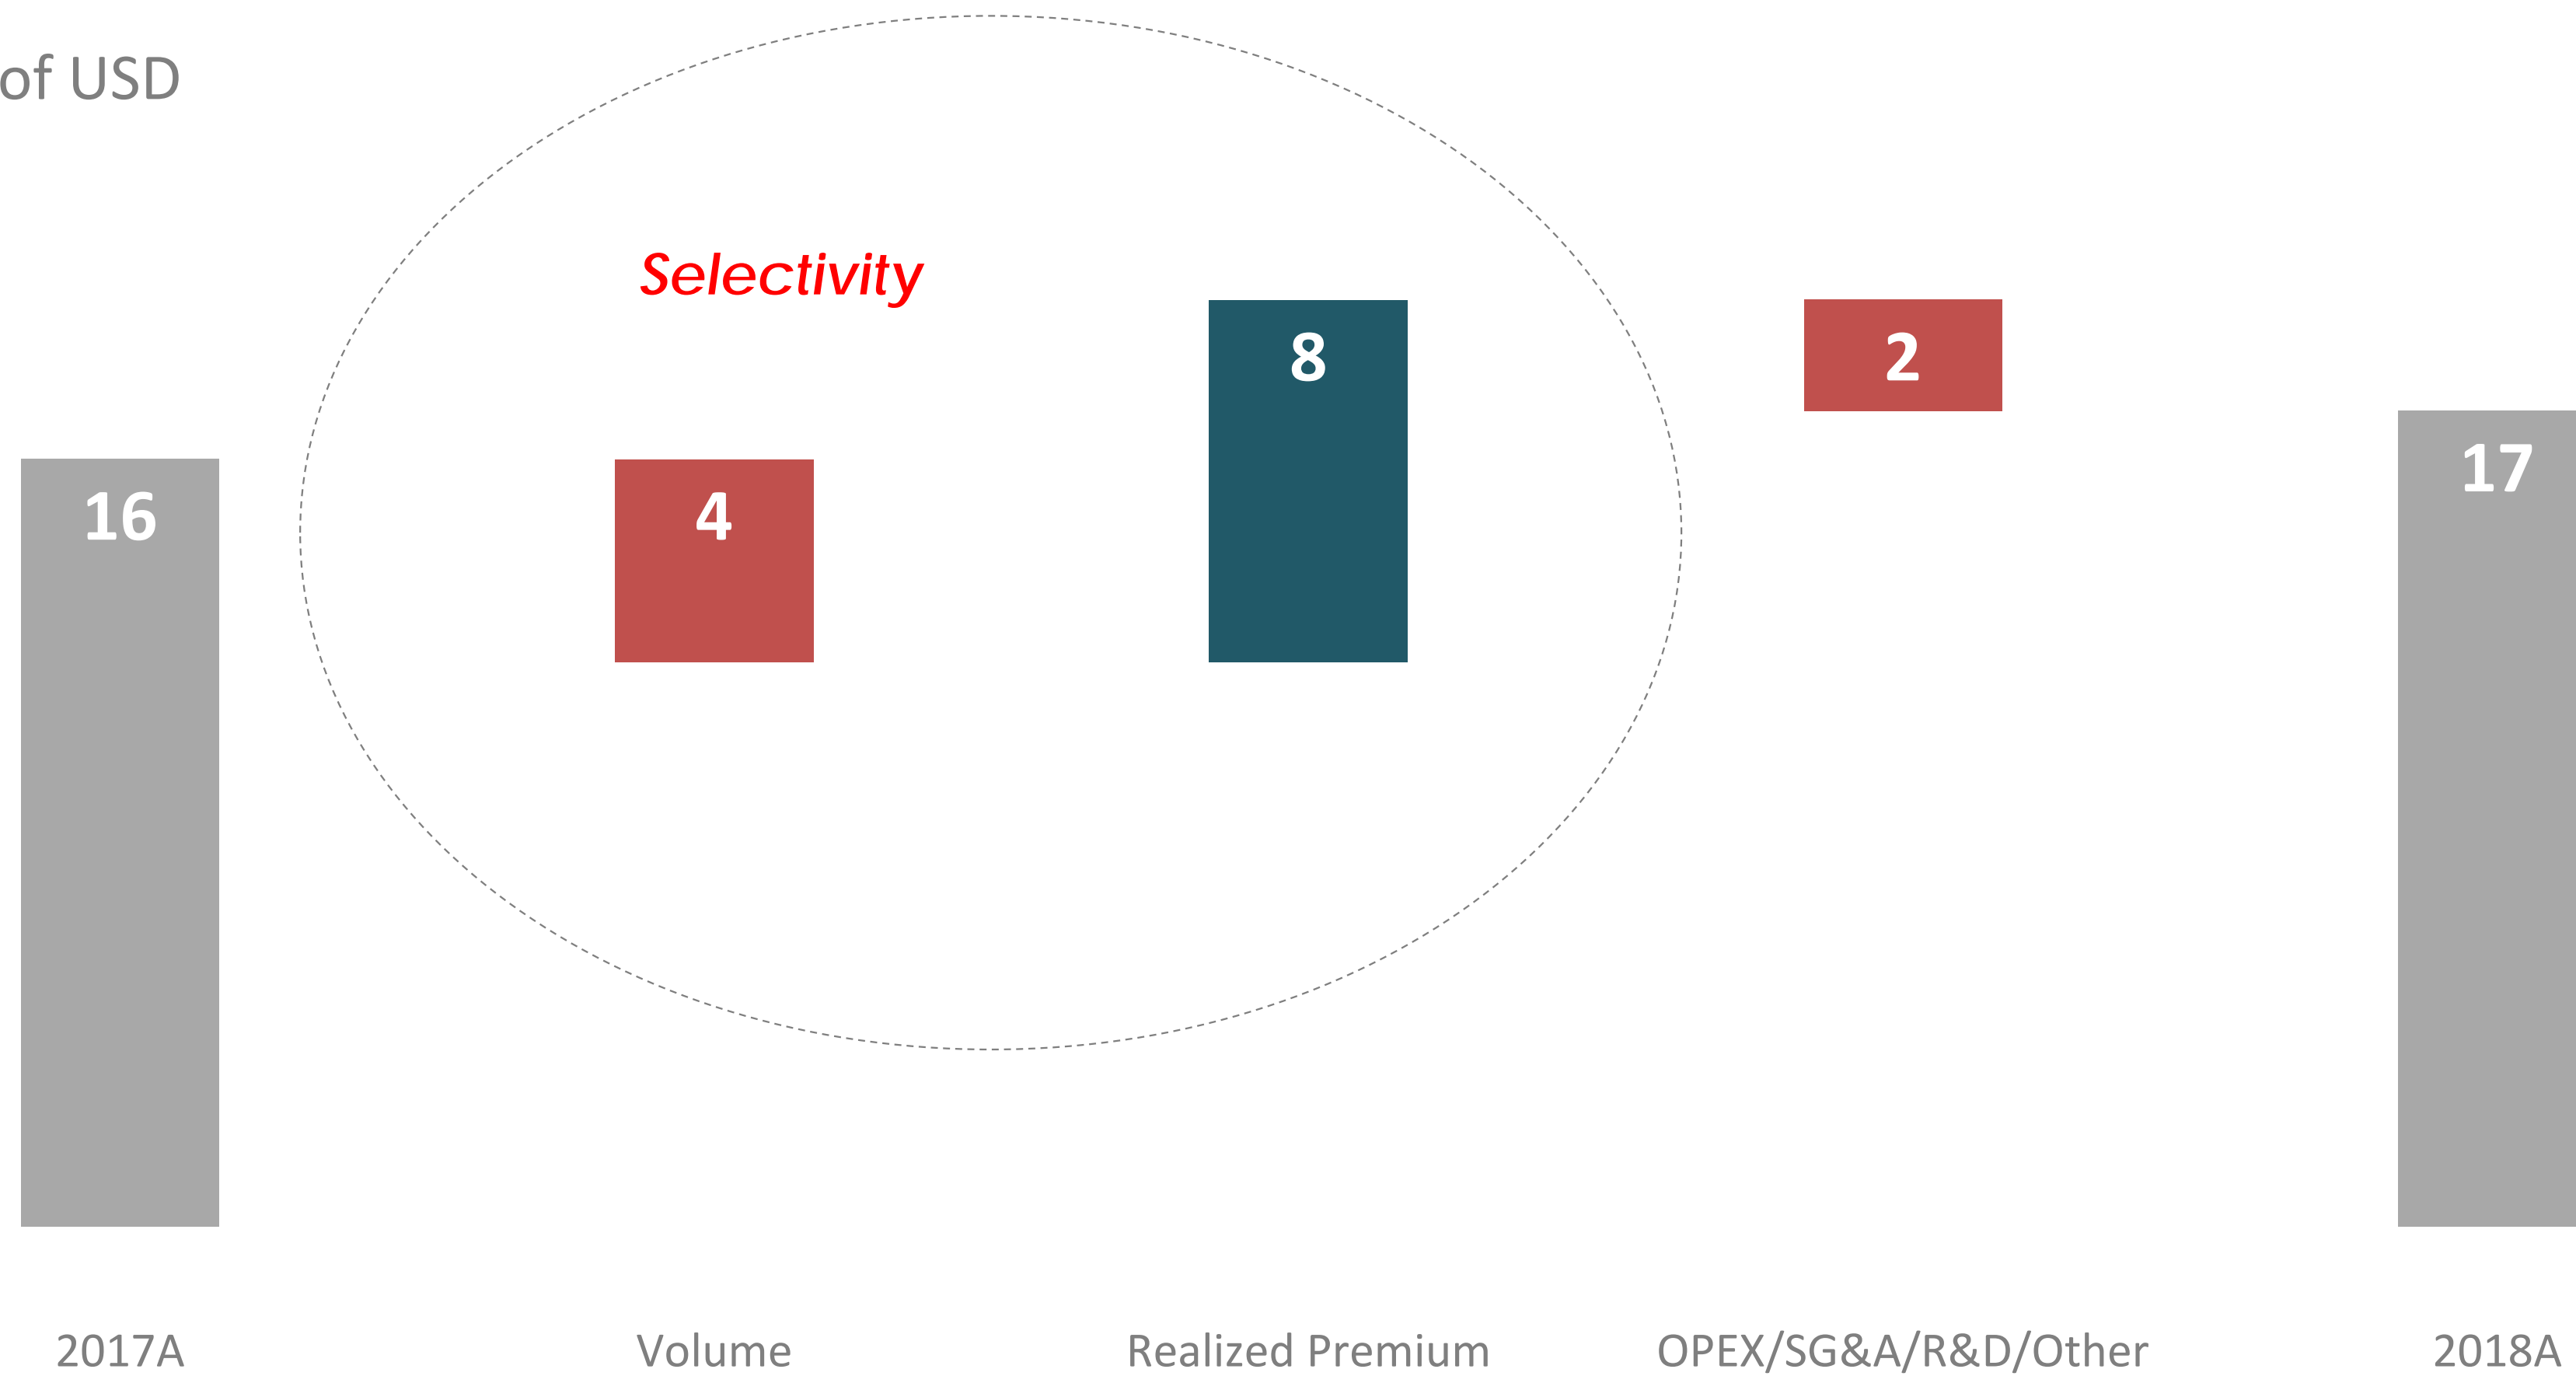 of USD
Selectivity
8
2
16
4
17
2017A
Volume
Realized Premium
OPEX/SG&A/R&D/Other
2018A